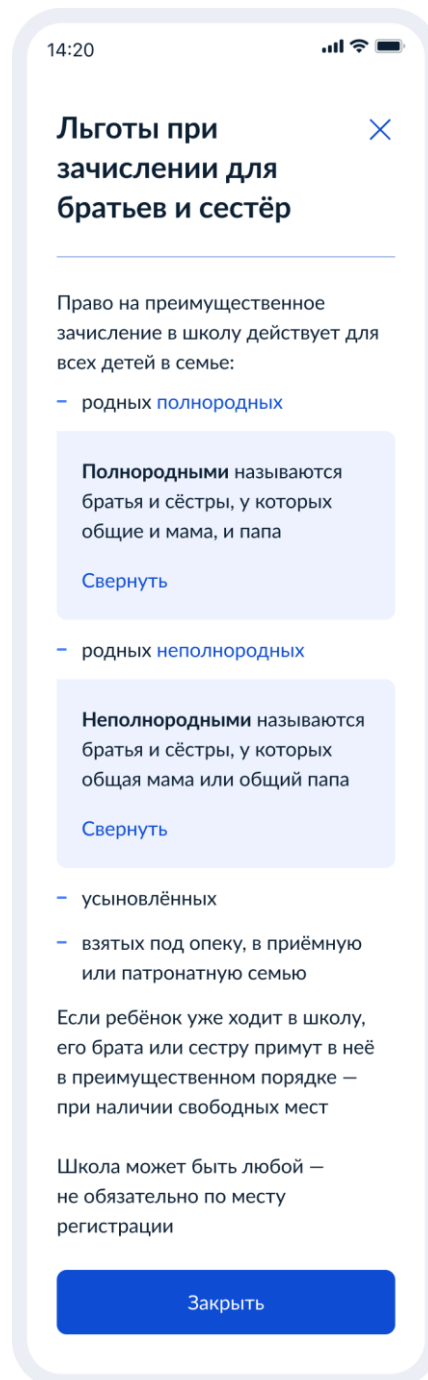 14:20
Льготы при
зачислении для
братьев и сестёр
Право на преимущественное
зачисление в школу действует для
всех детей в семье:
– родных полнородных
Полнородными называются
братья и сёстры, у которых
общие и мама, и папа
Свернуть
– родных неполнородных
Неполнородными называются
братья и сёстры, у которых
общая мама или общий папа
Свернуть
– усыновлённых
– взятых под опеку, в приёмную
или патронатную семью
Если ребёнок уже ходит в школу,
его брата или сестру примут в неё
в преимущественном порядке —
при наличии свободных мест
Школа может быть любой —
не обязательно по месту
регистрации
Закрыть